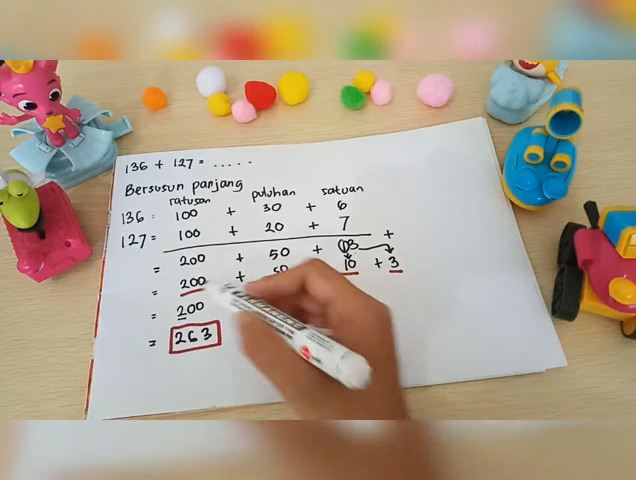 136 + 127 = .....
Bersusun panjang
ratusan puluhan satuan
136 : 100 + 30 + 6
127 = 100 + 20 + 7 +
= 200 + 50 + 13
= 200 + 10 + 3
= 200
= 263